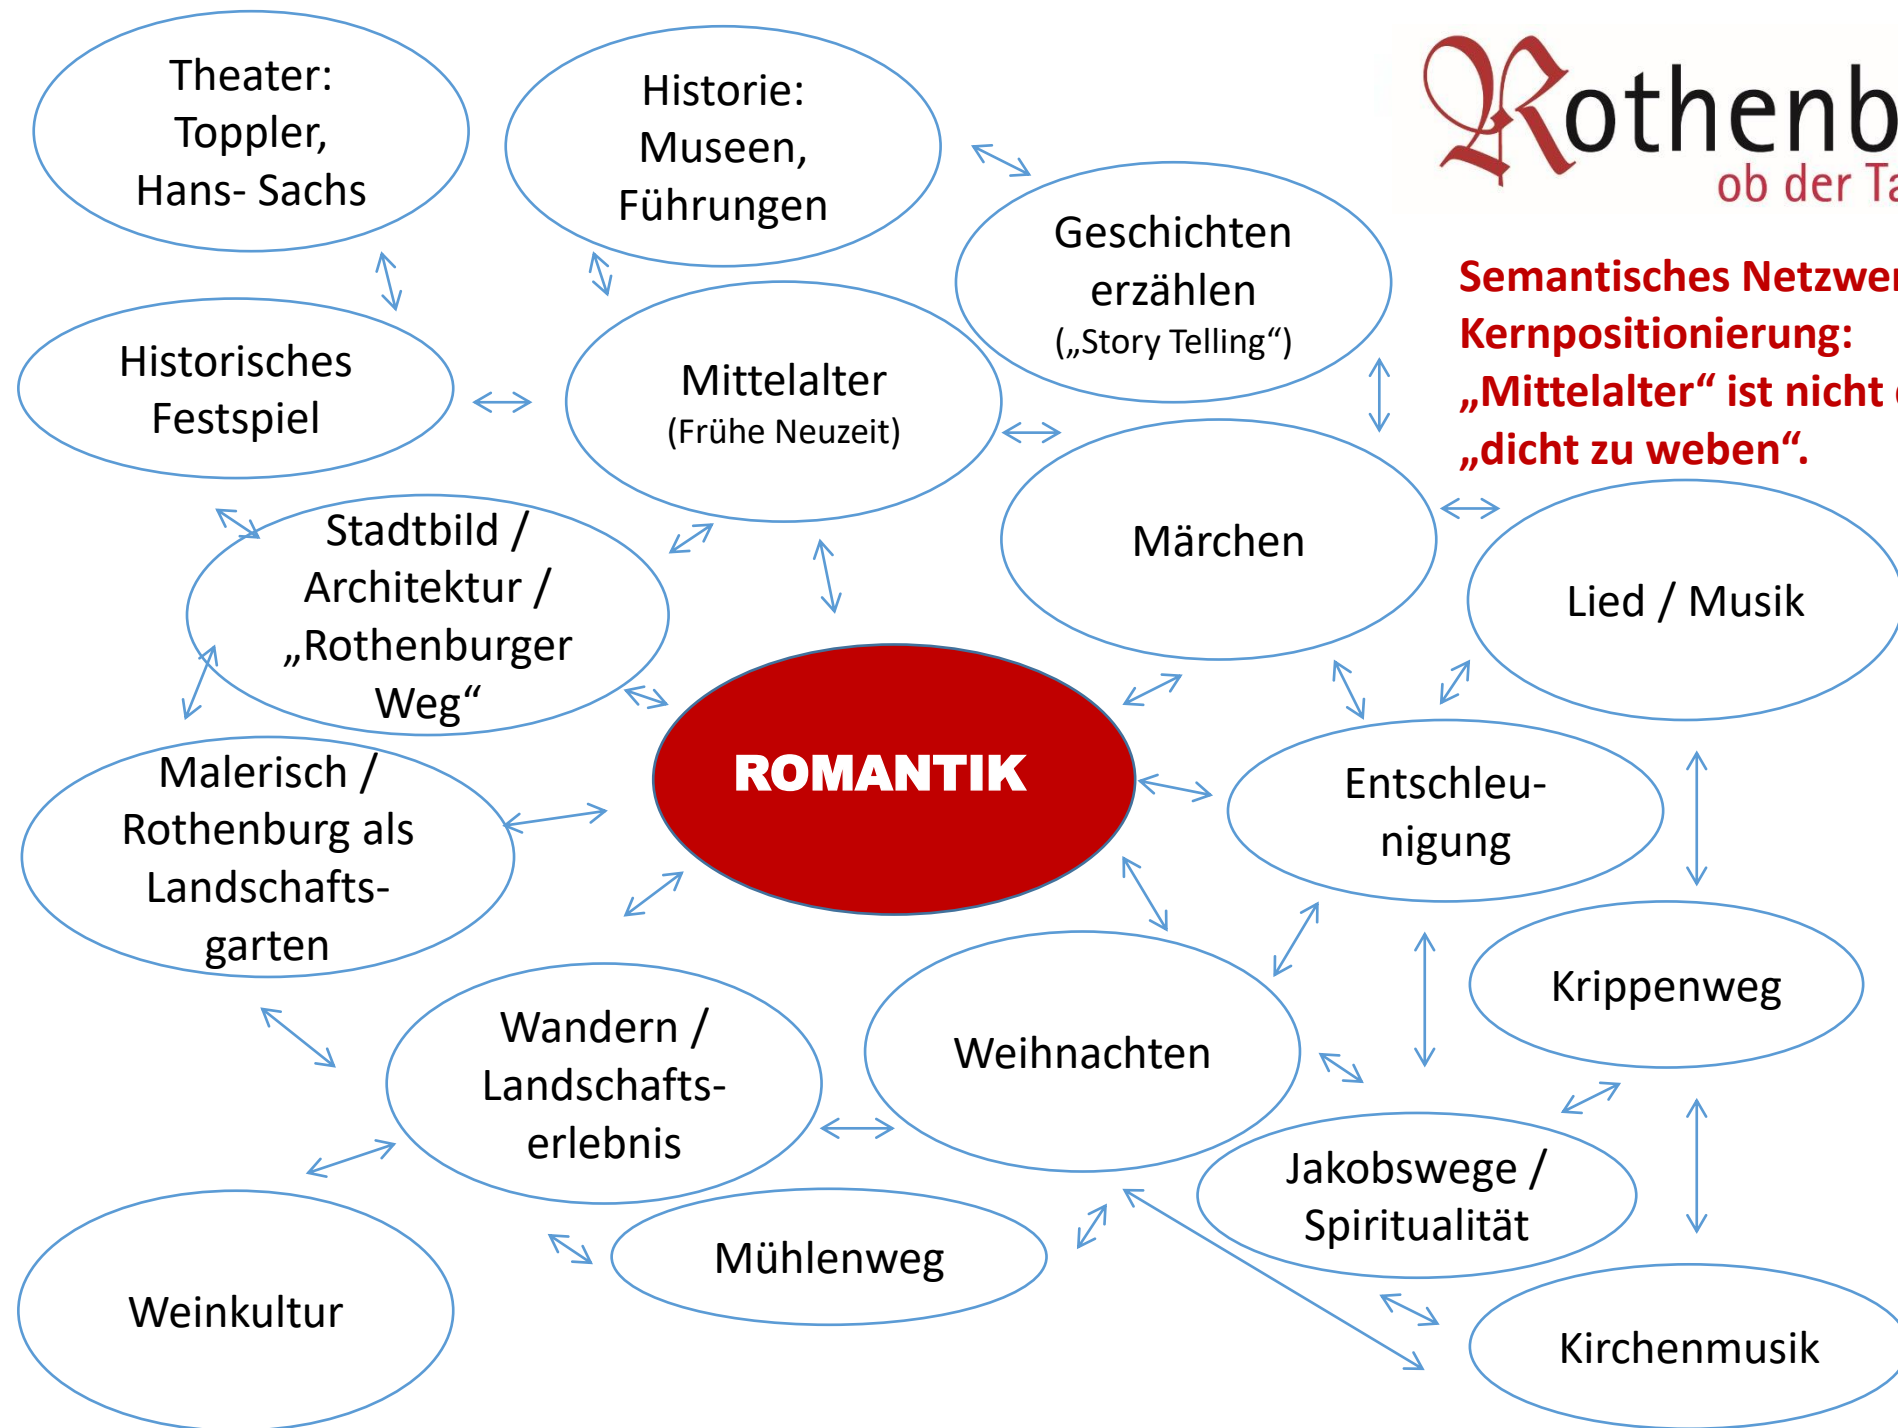 Theater:
Toppler,
Hans- Sachs
Historie:
Museen,
Führungen
Geschichten
erzählen
(„Story Telling“)
Rothenb
ob der Ta
Semantisches Netzwer
Kernpositionierung:
„Mittelalter“ ist nicht
„dicht zu weben“.
Historisches
Festspiel
Mittelalter
(Frühe Neuzeit)
Märchen
Lied / Musik
Stadtbild /
Architektur /
„Rothenburger
Weg“
ROMANTIK
Malerisch /
Rothenburg als
Landschafts-
garten
Entschleu-
nigung
Krippenweg
Wandern /
Landschafts-
erlebnis
Weihnachten
Jakobswege /
Spiritualität
Mühlenweg
Weinkultur
Kirchenmusik